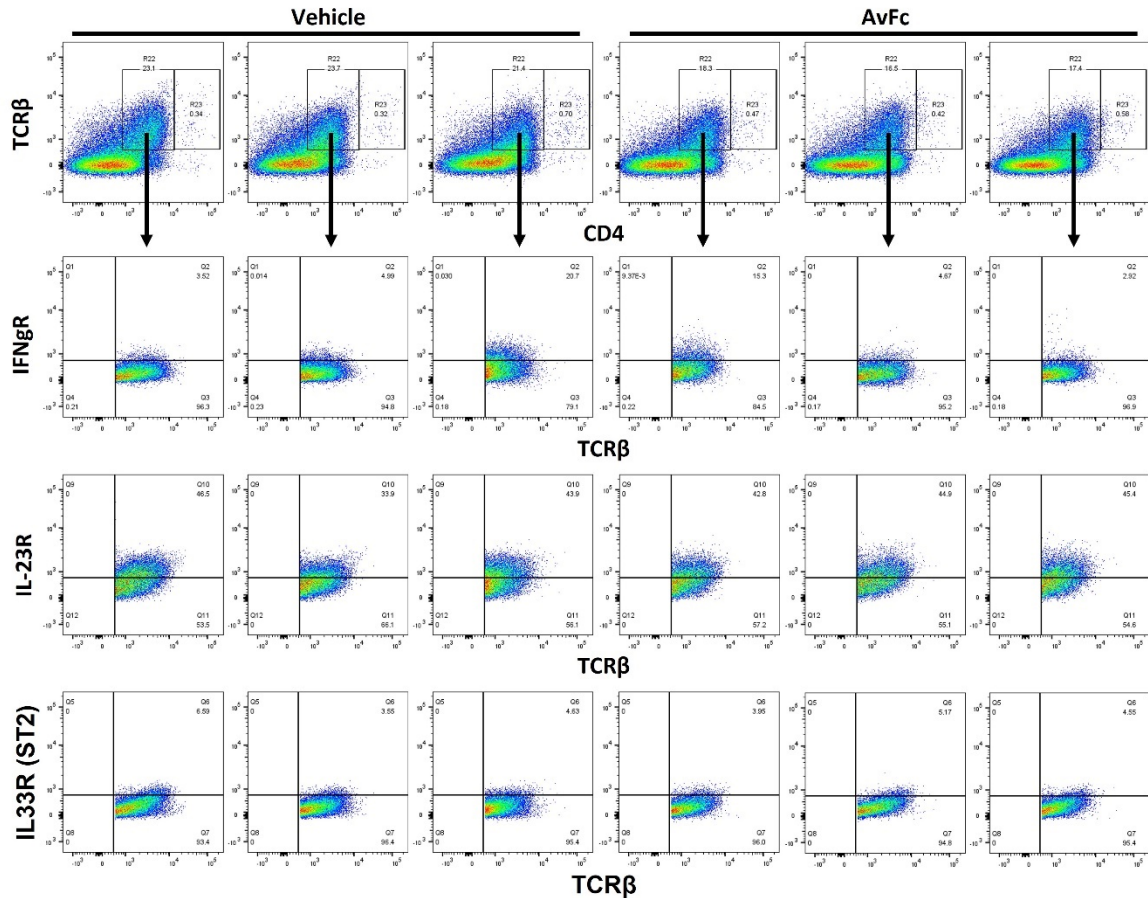 Vehicle AvFc
TCRβ
R22 23.1 R23 0.34
R22 23.7 R23 0.32
R22 21.4 R23 0.70
R22 18.3 R23 0.47
R22 16.5 R23 0.42
R22 17.4 R23 0.58
CD4
IFNgR
Q1 0 Q2 3.52 Q4 0.21 Q3 96.3
Q1 0.014 Q2 4.99 Q4 0.23 Q3 94.8
Q1 0.030 Q2 20.7 Q4 0.18 Q3 79.1
Q1 9.37E-3 Q2 15.3 Q4 0.22 Q3 84.5
Q1 0 Q2 4.67 Q4 0.17 Q3 95.2
Q1 0 Q2 2.92 Q4 0.18 Q3 96.9
TCRβ
IL-23R
Q9 0 Q10 46.5 Q12 0 Q11 53.5
Q9 0 Q10 33.9 Q12 0 Q11 66.1
Q9 0 Q10 43.9 Q12 0 Q11 56.1
Q9 0 Q10 42.8 Q12 0 Q11 57.2
Q9 0 Q10 44.9 Q12 0 Q11 55.1
Q9 0 Q10 45.4 Q12 0 Q11 54.6
TCRβ
IL33R (ST2)
Q5 0 Q6 6.59 Q8 0 Q7 93.4
Q5 0 Q6 3.55 Q8 0 Q7 96.4
Q5 0 Q6 4.63 Q8 0 Q7 95.4
Q5 0 Q6 3.95 Q8 0 Q7 96.0
Q5 0 Q6 5.17 Q8 0 Q7 94.8
Q5 0 Q6 4.55 Q8 0 Q7 95.4
TCRβ